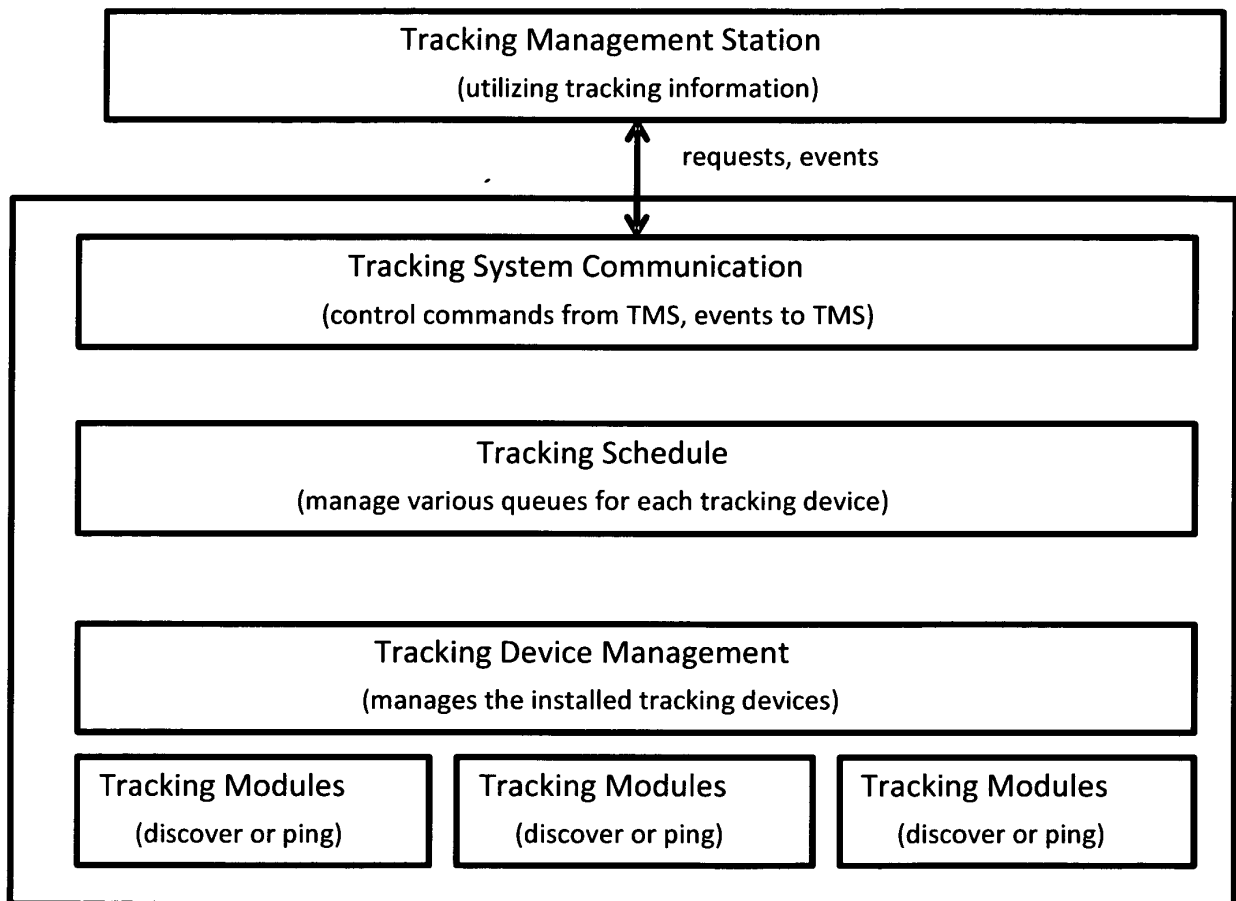 Tracking Management Station
(utilizing tracking information)
requests, events
Tracking System Communication
(control commands from TMS, events to TMS)
Tracking Schedule
(manage various queues for each tracking device)
Tracking Device Management
(manages the installed tracking devices)
Tracking Modules
(discover or ping)
Tracking Modules
(discover or ping)
Tracking Modules
(discover or ping)